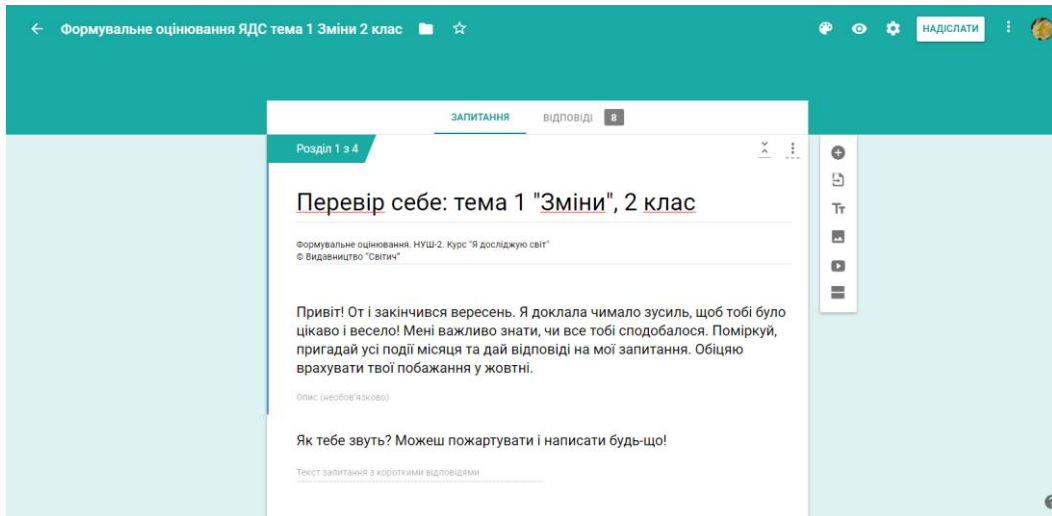 Формувальне оцінювання ЯДС тема 1 Зміни 2 клас
НАДІСЛАТИ
ЗАПИТАННЯ ВІДПОВІДІ 8
Розділ 1 з 4
Перевір себе: тема 1 "Зміни", 2 клас
Формувальне оцінювання. НУШ-2. Курс "Я досліджую світ"
© Видавництво "Світич"
Привіт! От і закінчився вересень. Я доклала чимало зусиль, щоб тобі було
цікаво і весело! Мені важливо знати, чи все тобі сподобалося. Поміркуй,
пригадай усі події місяця та дай відповіді на мої запитання. Обіцяю
врахувати твої побажання у жовтні.
Опис (необов'язково)
Як тебе звуть? Можеш пожартувати і написати будь-що!
Текст запитання з короткими відповідями
Тт